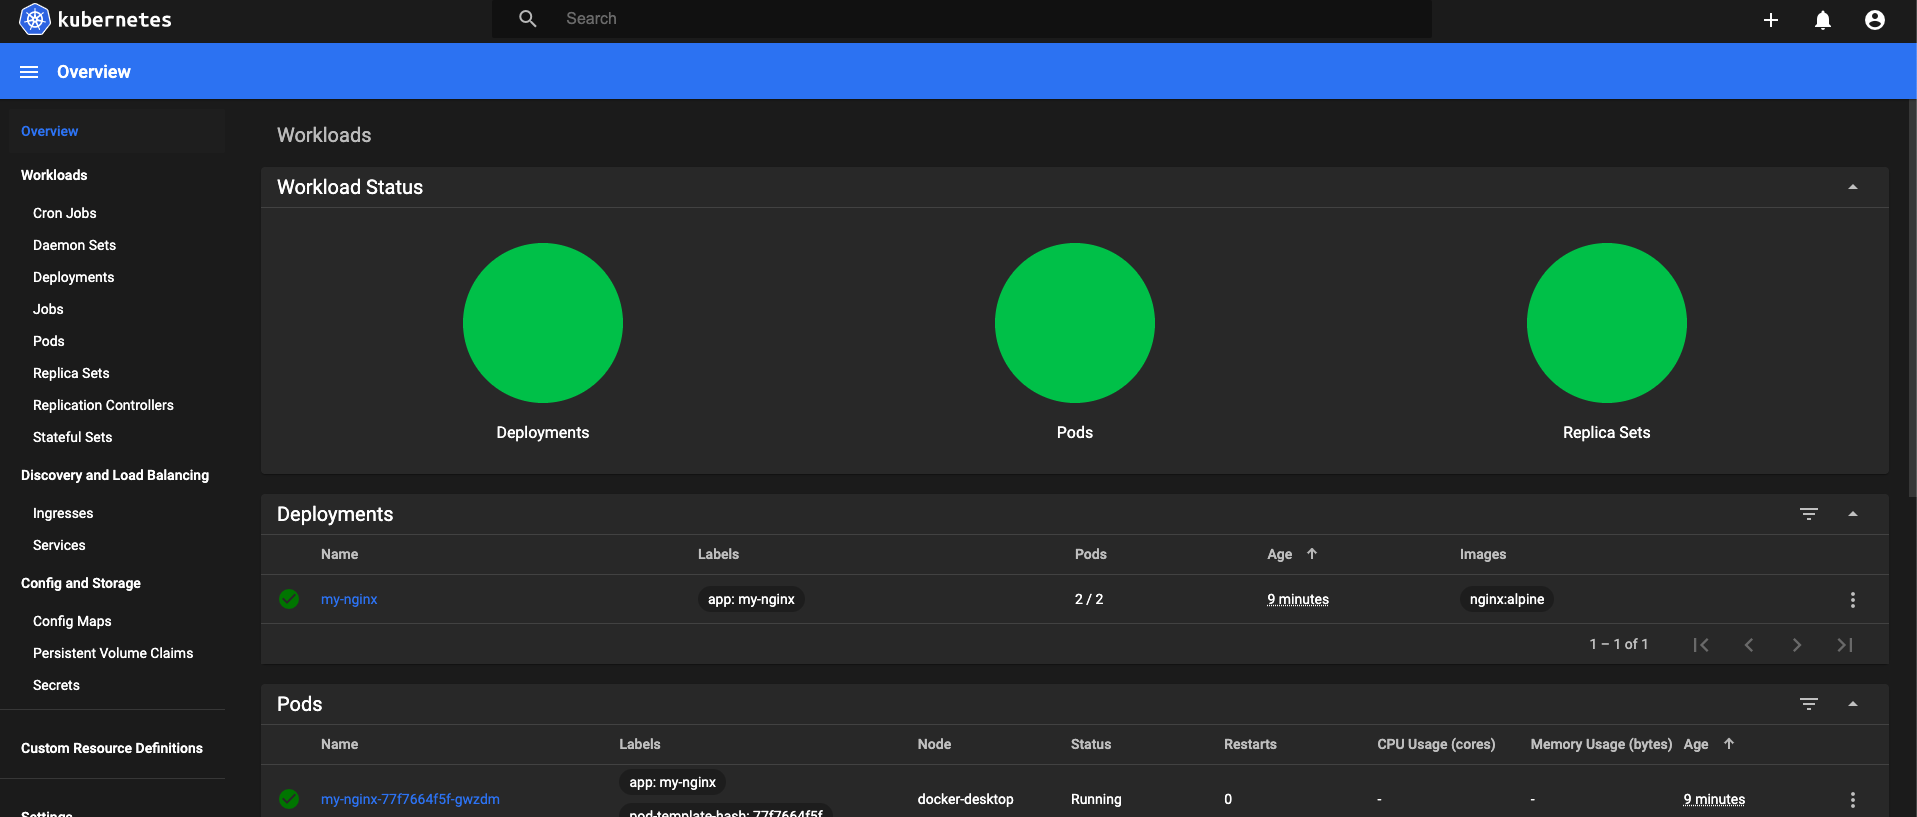 kubernetes
Search
Overview
Overview
Workloads
Cron Jobs
Daemon Sets
Deployments
Jobs
Pods
Replica Sets
Replication Controllers
Stateful Sets
Discovery and Load Balancing
Ingresses
Services
Config and Storage
Config Maps
Persistent Volume Claims
Secrets
Custom Resource Definitions
Settings
Workloads
Workload Status
Deployments Pods Replica Sets
Deployments
Name Labels Pods Age Images
my-nginx app: my-nginx 2 / 2 9 minutes nginx:alpine
1 – 1 of 1
Pods
Name Labels Node Status Restarts CPU Usage (cores) Memory Usage (bytes) Age
app: my-nginx
my-nginx-77f7664f5f-gwzdm docker-desktop Running 0 - - 9 minutes
pod-template-hash: 77f7664f5f